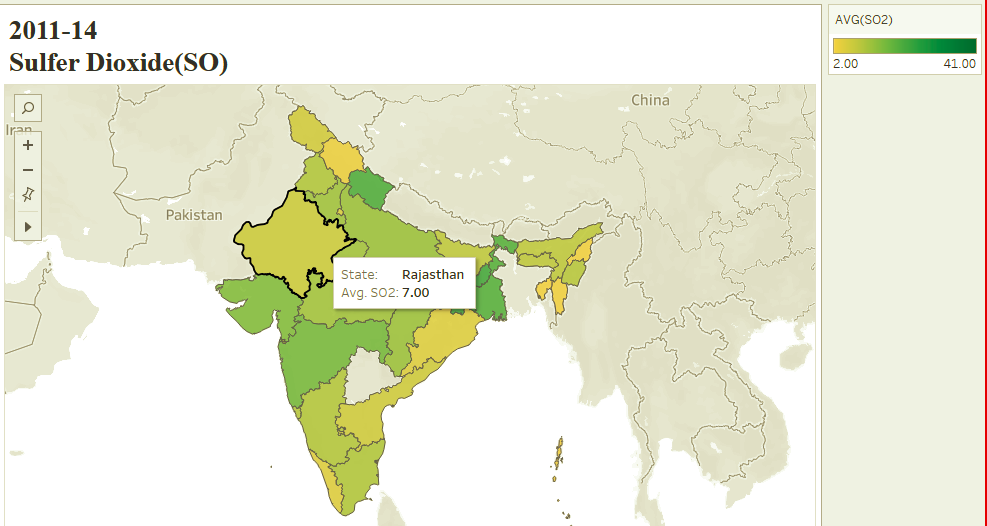 2011-14
Sulfer Dioxide(SO)
AVG(SO2)
2.00 41.00
China
Iran
Pakistan
State: Rajasthan
Avg. SO2: 7.00